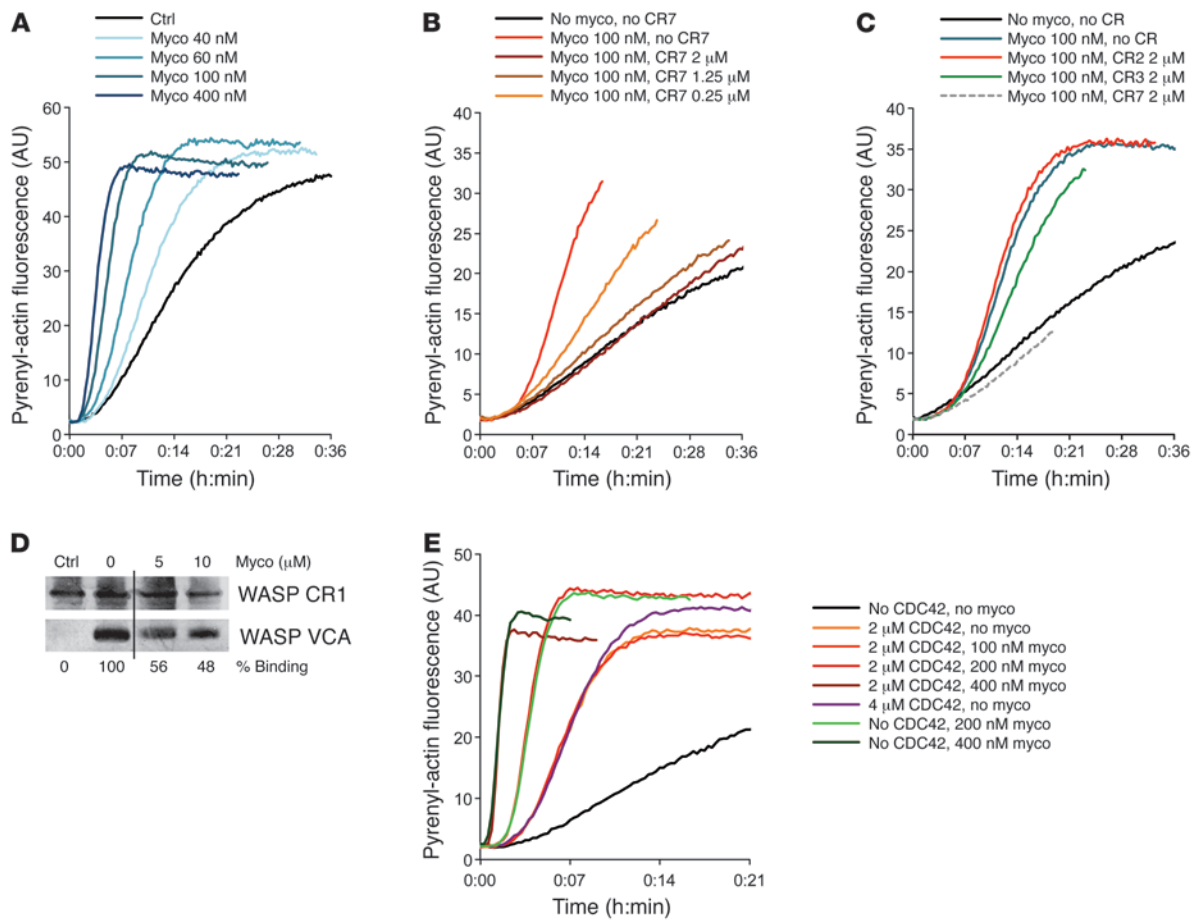 A
Ctrl
Myco 40 nM
Myco 60 nM
Myco 100 nM
Myco 400 nM
Pyrenyl-actin fluorescence (AU)
60
50
40
30
20
10
0
0:00 0:07 0:14 0:21 0:28 0:36
Time (h:min)
B
No myco, no CR7
Myco 100 nM, no CR7
Myco 100 nM, CR7 2 μM
Myco 100 nM, CR7 1.25 μM
Myco 100 nM, CR7 0.25 μM
Pyrenyl-actin fluorescence (AU)
40
35
30
25
20
15
10
5
0
0:00 0:07 0:14 0:21 0:28 0:36
Time (h:min)
C
No myco, no CR
Myco 100 nM, no CR
Myco 100 nM, CR2 2 μM
Myco 100 nM, CR3 2 μM
Myco 100 nM, CR7 2 μM
Pyrenyl-actin fluorescence (AU)
40
35
30
25
20
15
10
5
0
0:00 0:07 0:14 0:21 0:28 0:36
Time (h:min)
D
Ctrl 0 5 10 Myco (μM)
WASP CR1
WASP VCA
0 100 56 48 % Binding
E
Pyrenyl-actin fluorescence (AU)
50
40
30
20
10
0
0:00 0:07 0:14 0:21
Time (h:min)
No CDC42, no myco
2 μM CDC42, no myco
2 μM CDC42, 100 nM myco
2 μM CDC42, 200 nM myco
2 μM CDC42, 400 nM myco
4 μM CDC42, no myco
No CDC42, 200 nM myco
No CDC42, 400 nM myco